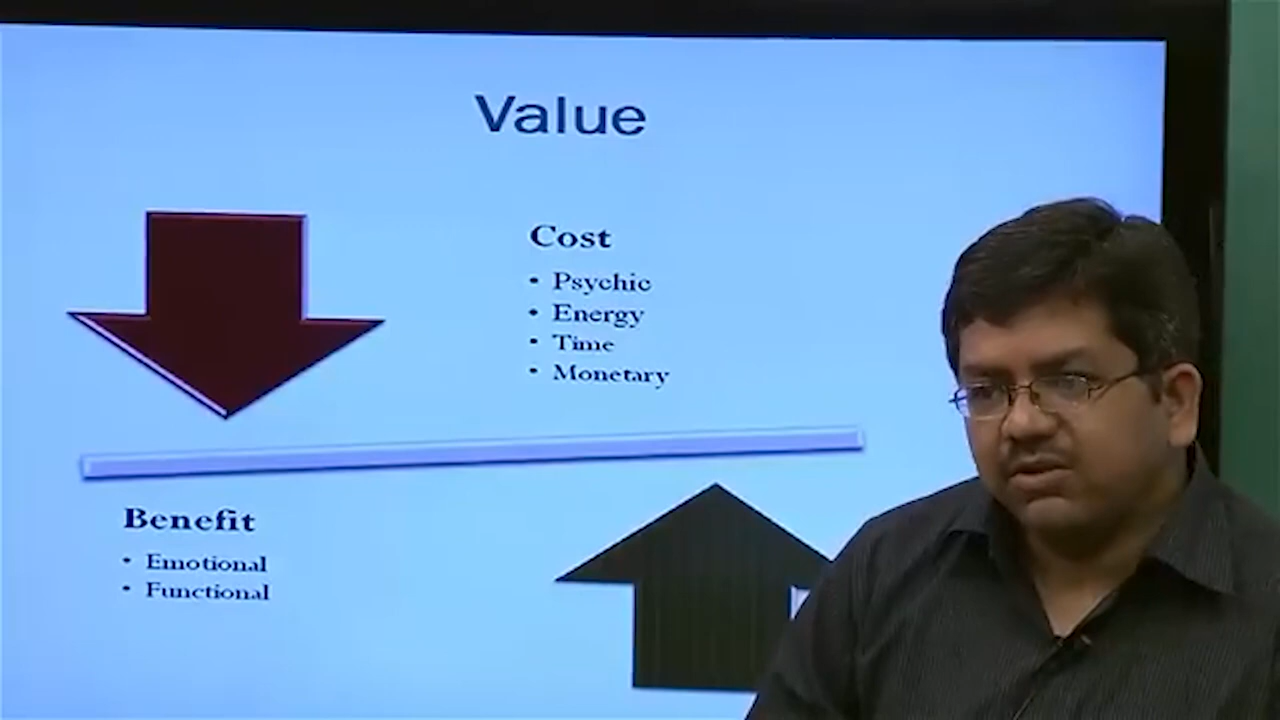 Value
Cost
• Psychic
• Energy
• Time
• Monetary
Benefit
• Emotional
• Functional